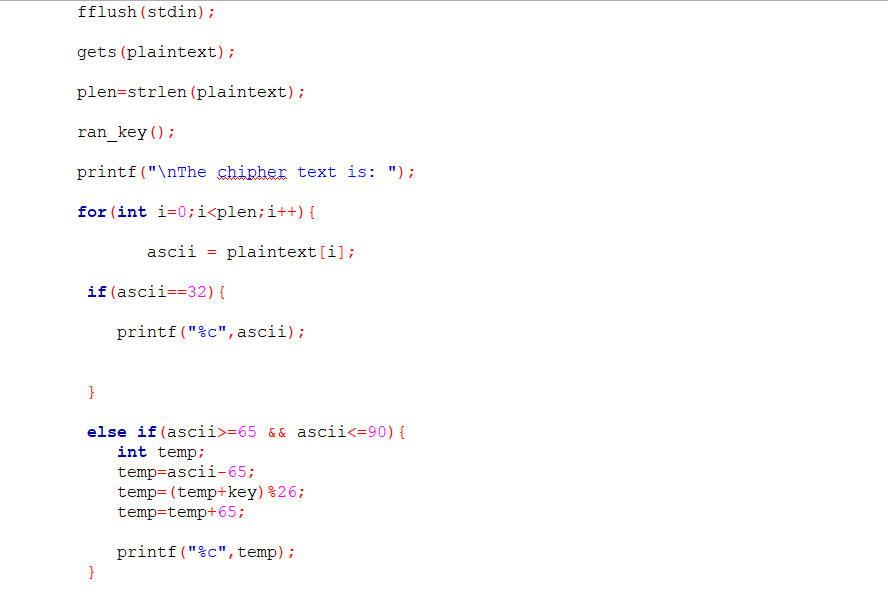 fflush(stdin);
gets(plaintext);
plen=strlen(plaintext);
ran_key();
printf("\nThe chipher text is: ");
for(int i=0;i<plen;i++){
ascii = plaintext[i];
if(ascii==32){
printf("%c",ascii);
}
else if(ascii>=65 && ascii<=90){
int temp;
temp=ascii-65;
temp=(temp+key)%26;
temp=temp+65;
printf("%c",temp);
}